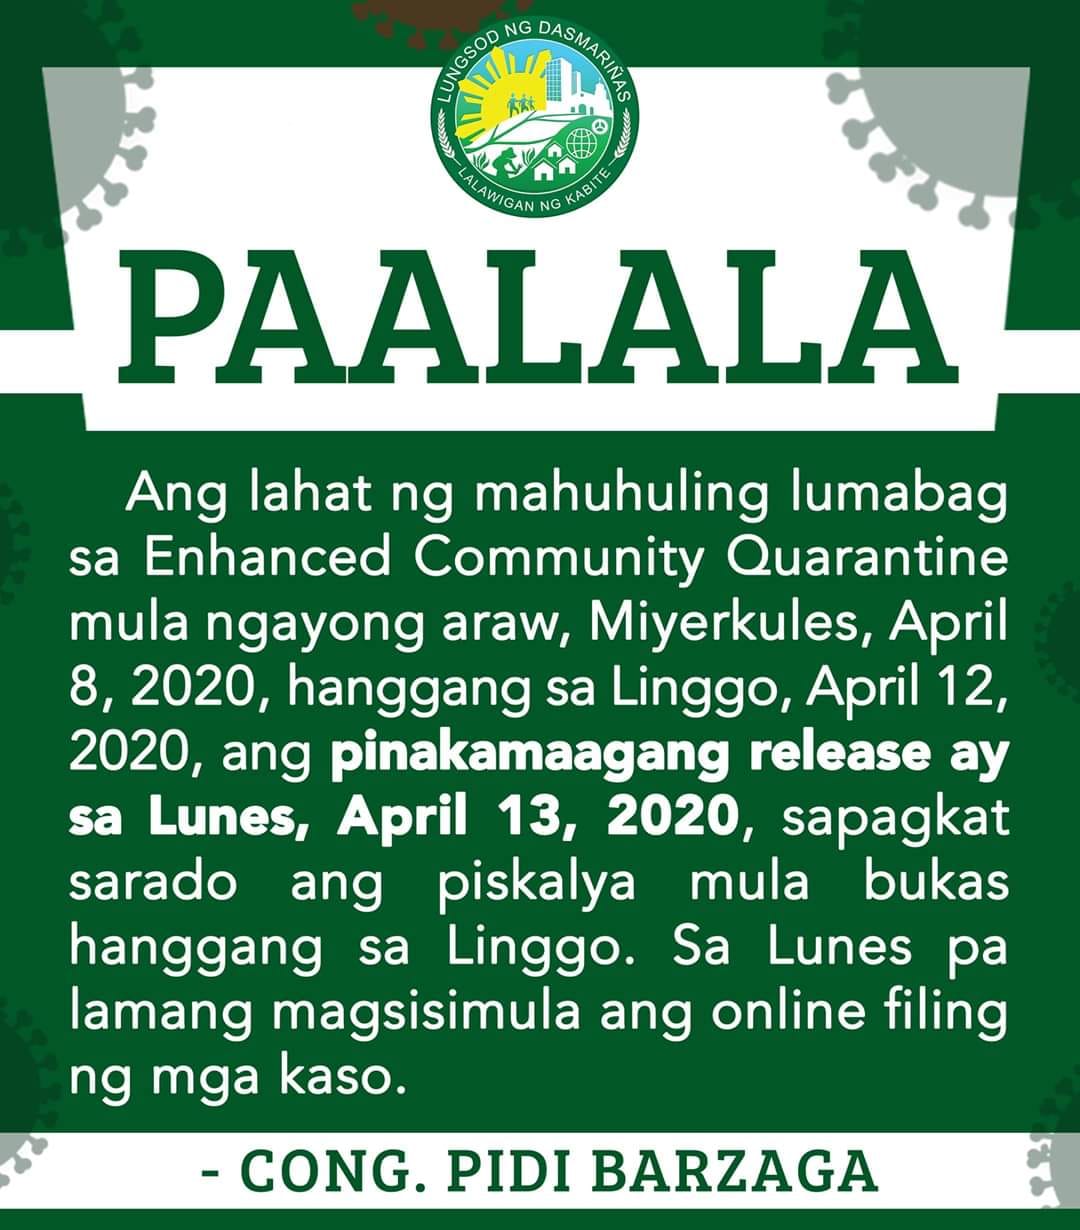 LUNGSOD NG DASMARIÑAS
LALAWIGAN NG KABITE
PAALALA
Ang lahat ng mahuhuling lumabag
sa Enhanced Community Quarantine
mula ngayong araw, Miyerkules, April
8, 2020, hanggang sa Linggo, April 12,
2020, ang pinakamaagang release ay
sa Lunes, April 13, 2020, sapagkat
sarado ang piskalya mula bukas
hanggang sa Linggo. Sa Lunes pa
lamang magsisimula ang online filing
ng mga kaso.
- CONG. PIDI BARZAGA